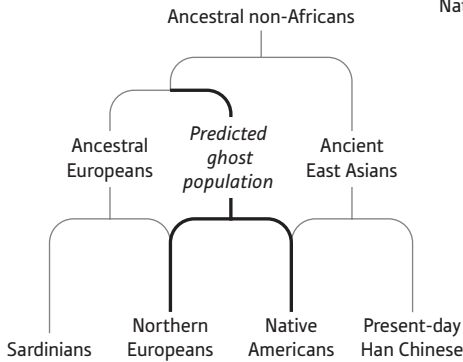 Ancestral non-Africans
Nat
Ancestral
Europeans
Predicted
ghost
population
Ancient
East Asians
Sardinians
Northern
Europeans
Native
Americans
Present-day
Han Chinese